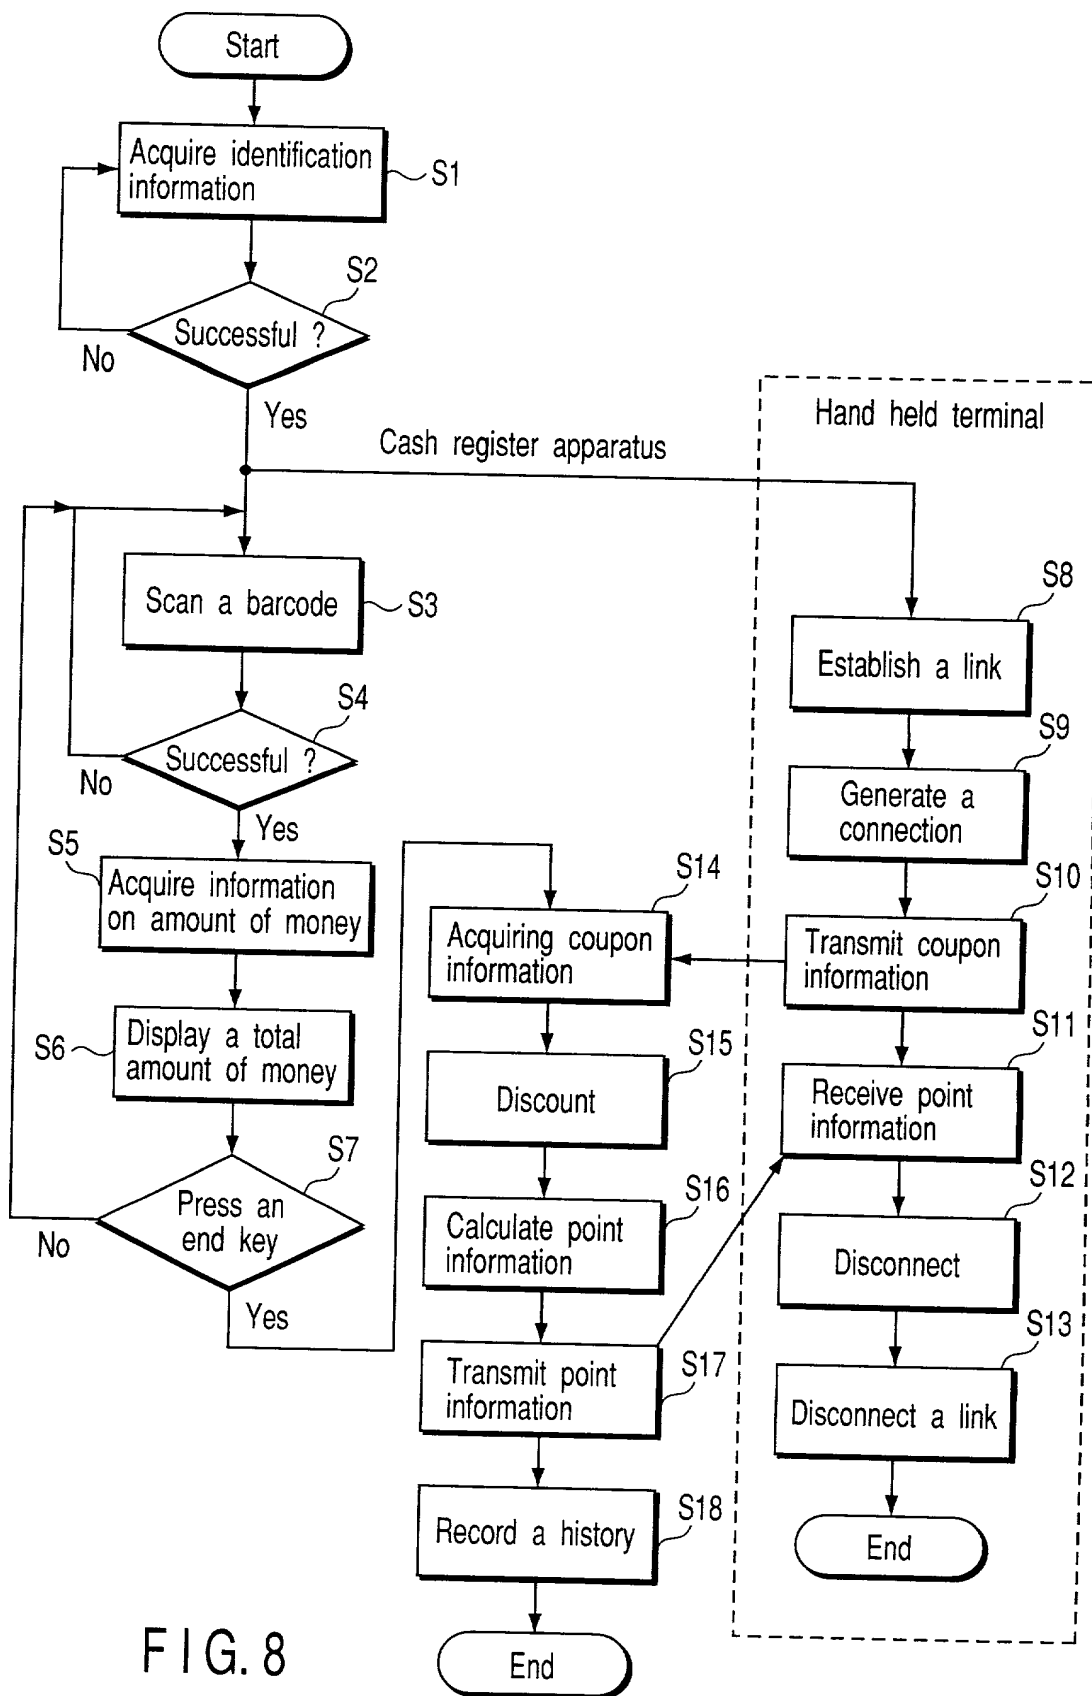 Start
Acquire identification
information
S1
S2
Successful ?
No
Yes
Cash register apparatus
Hand held terminal
Scan a barcode
S3
S4
Successful ?
No
Yes
S5
Acquire information
on amount of money
S6
Display a total
amount of money
S7
Press an
end key
No
Yes
S14
Acquiring coupon
information
S15
Discount
S16
Calculate point
information
Transmit point
information
S17
Record a history
S18
End
S8
Establish a link
S9
Generate a
connection
S10
Transmit coupon
information
S11
Receive point
information
S12
Disconnect
S13
Disconnect a link
End
FIG. 8